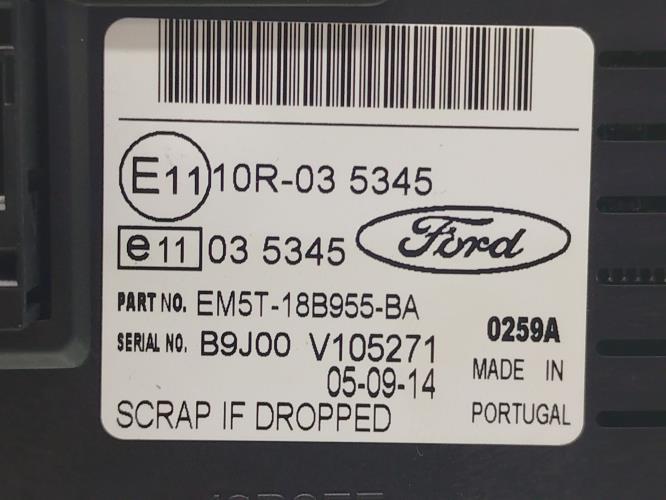 E11 10R-03 5345
e11 03 5345 Ford
PART NO. EM5T-18B955-BA
SERIAL NO. B9J00 V105271
0259A
05-09-14
MADE IN
PORTUGAL
SCRAP IF DROPPED